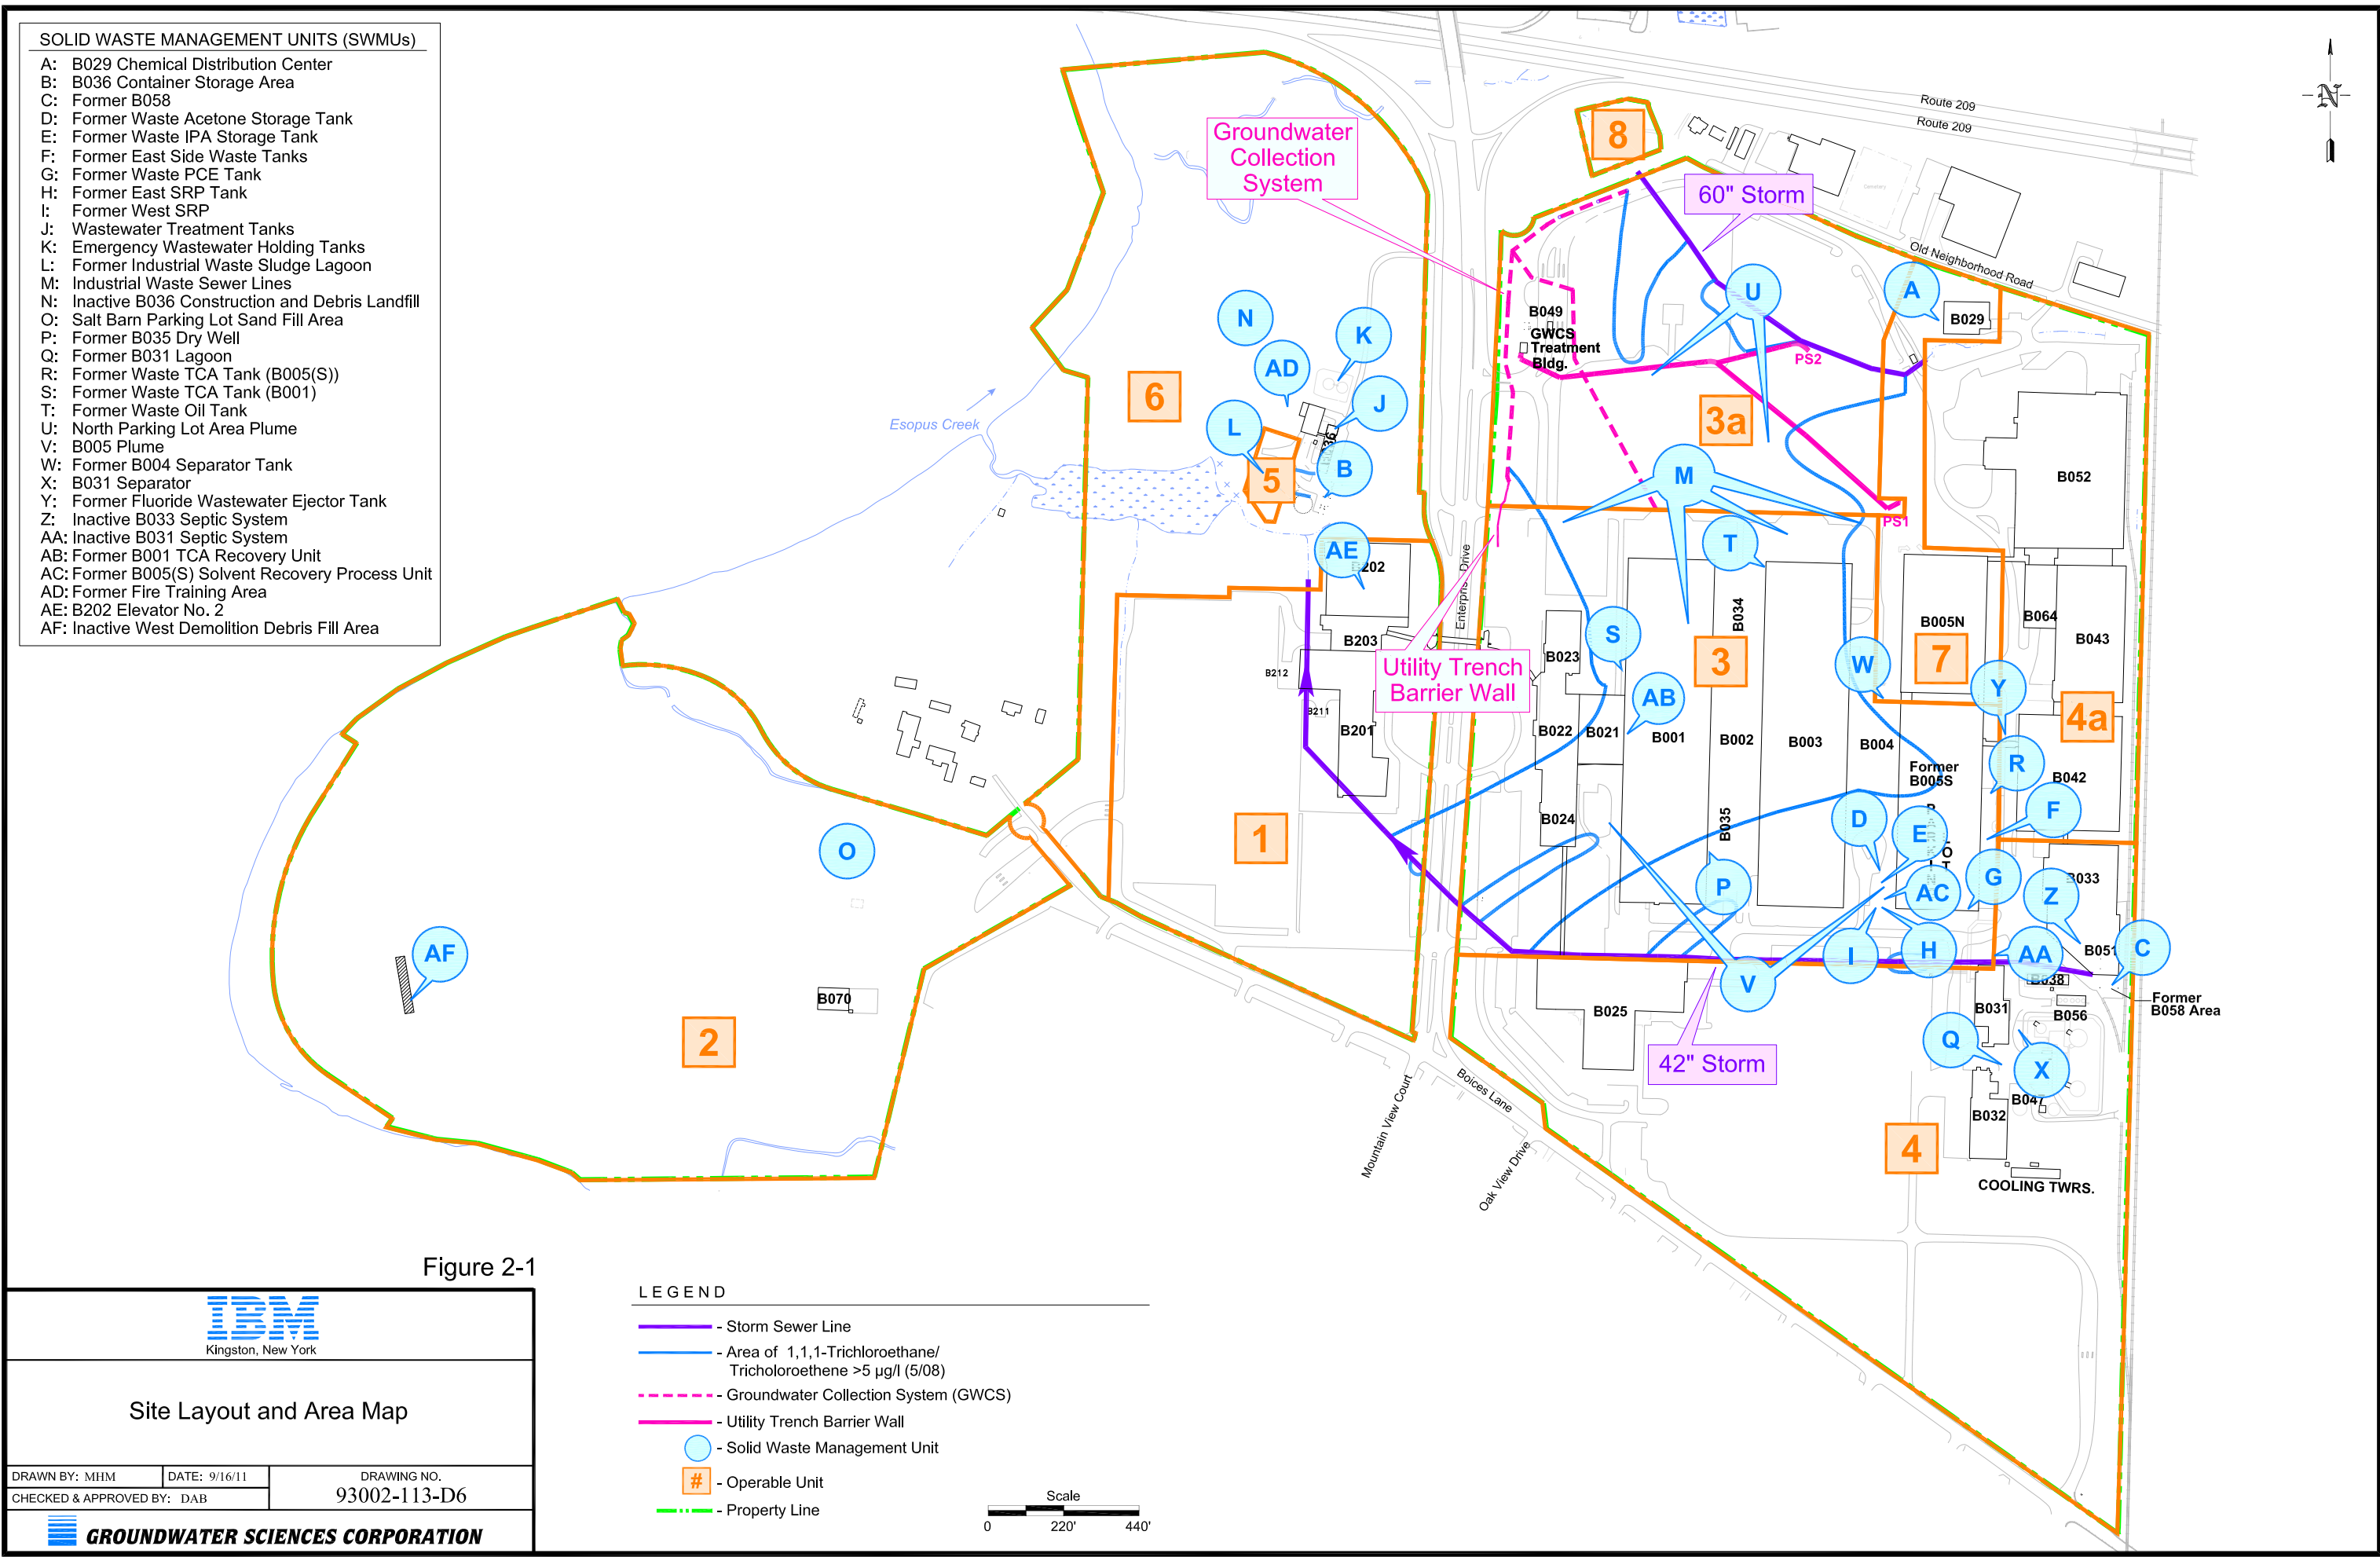 SOLID WASTE MANAGEMENT UNITS (SWMUs)
A: B029 Chemical Distribution Center
B: B036 Container Storage Area
C: Former B058
D: Former Waste Acetone Storage Tank
E: Former Waste IPA Storage Tank
F: Former East Side Waste Tanks
G: Former Waste PCE Tank
H: Former East SRP Tank
I: Former West SRP
J: Wastewater Treatment Tanks
K: Emergency Wastewater Holding Tanks
L: Former Industrial Waste Sludge Lagoon
M: Industrial Waste Sewer Lines
N: Inactive B036 Construction and Debris Landfill
O: Salt Barn Parking Lot Sand Fill Area
P: Former B035 Dry Well
Q: Former B031 Lagoon
R: Former Waste TCA Tank (B005(S))
S: Former Waste TCA Tank (B001)
T: Former Waste Oil Tank
U: North Parking Lot Area Plume
V: B005 Plume
W: Former B004 Separator Tank
X: B031 Separator
Y: Former Fluoride Wastewater Ejector Tank
Z: Inactive B033 Septic System
AA: Inactive B031 Septic System
AB: Former B001 TCA Recovery Unit
AC: Former B005(S) Solvent Recovery Process Unit
AD: Former Fire Training Area
AE: B202 Elevator No. 2
AF: Inactive West Demolition Debris Fill Area
N
Route 209
Route 209
8
Groundwater
Collection
System
60" Storm
Cemetery
Old Neighborhood Road
U
A
N
K
B049
B029
GWCS
Treatment
Bldg.
PS2
AD
6
J
3a
Esopus Creek
L
5
B
M
B052
PS1
T
AE
B202
Enterprise Drive
B034
B005N
B064
B043
B203
S
B023
3
7
W
Utility Trench
Barrier Wall
B212
Y
AB
B211
B201
B022
B021
B001
B002
B003
B004
4a
Former
B005S
R
B042
D
F
E
B024
B035
1
O
P
AC
G
Z
B033
AF
I
H
AA
B051
C
V
B038
B070
B025
B031
B056
Former
B058 Area
2
Q
X
42" Storm
Boices Lane
Mountain View Court
B047
B032
Oak View Drive
4
COOLING TWRS.
Figure 2-1
IBM
Kingston, New York
Site Layout and Area Map
DRAWN BY: MHM
DATE: 9/16/11
DRAWING NO.
93002-113-D6
CHECKED & APPROVED BY: DAB
GROUNDWATER SCIENCES CORPORATION
LEGEND
- Storm Sewer Line
- Area of 1,1,1-Trichloroethane/
Tricholoroethene >5 µg/l (5/08)
- Groundwater Collection System (GWCS)
- Utility Trench Barrier Wall
- Solid Waste Management Unit
# - Operable Unit
- Property Line
Scale
0 220' 440'